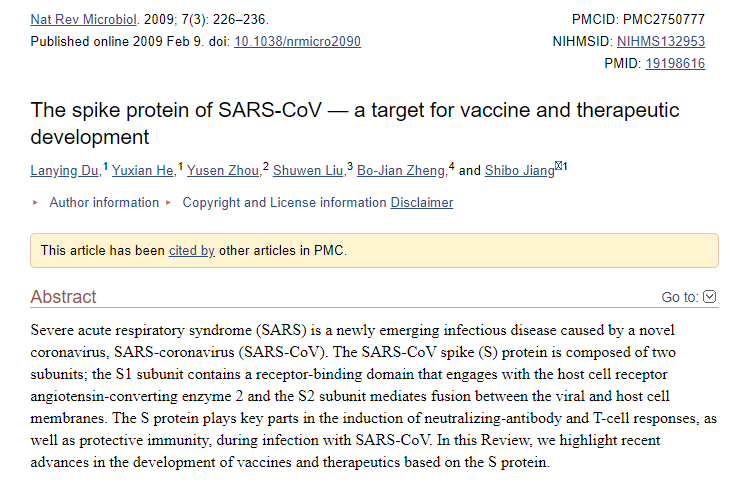 Nat Rev Microbiol. 2009; 7(3): 226–236.
PMCID: PMC2750777
Published online 2009 Feb 9. doi: 10.1038/nrmicro2090
NIHMSID: NIHMS132953
PMID: 19198616
The spike protein of SARS-CoV — a target for vaccine and therapeutic
development
Lanying Du,1 Yuxian He,1 Yusen Zhou,2 Shuwen Liu,3 Bo-Jian Zheng,4 and Shibo Jiang1
Author information Copyright and License information Disclaimer
This article has been cited by other articles in PMC.
Abstract
Go to:
Severe acute respiratory syndrome (SARS) is a newly emerging infectious disease caused by a novel
coronavirus, SARS-coronavirus (SARS-CoV). The SARS-CoV spike (S) protein is composed of two
subunits; the S1 subunit contains a receptor-binding domain that engages with the host cell receptor
angiotensin-converting enzyme 2 and the S2 subunit mediates fusion between the viral and host cell
membranes. The S protein plays key parts in the induction of neutralizing-antibody and T-cell responses, as
well as protective immunity, during infection with SARS-CoV. In this Review, we highlight recent
advances in the development of vaccines and therapeutics based on the S protein.